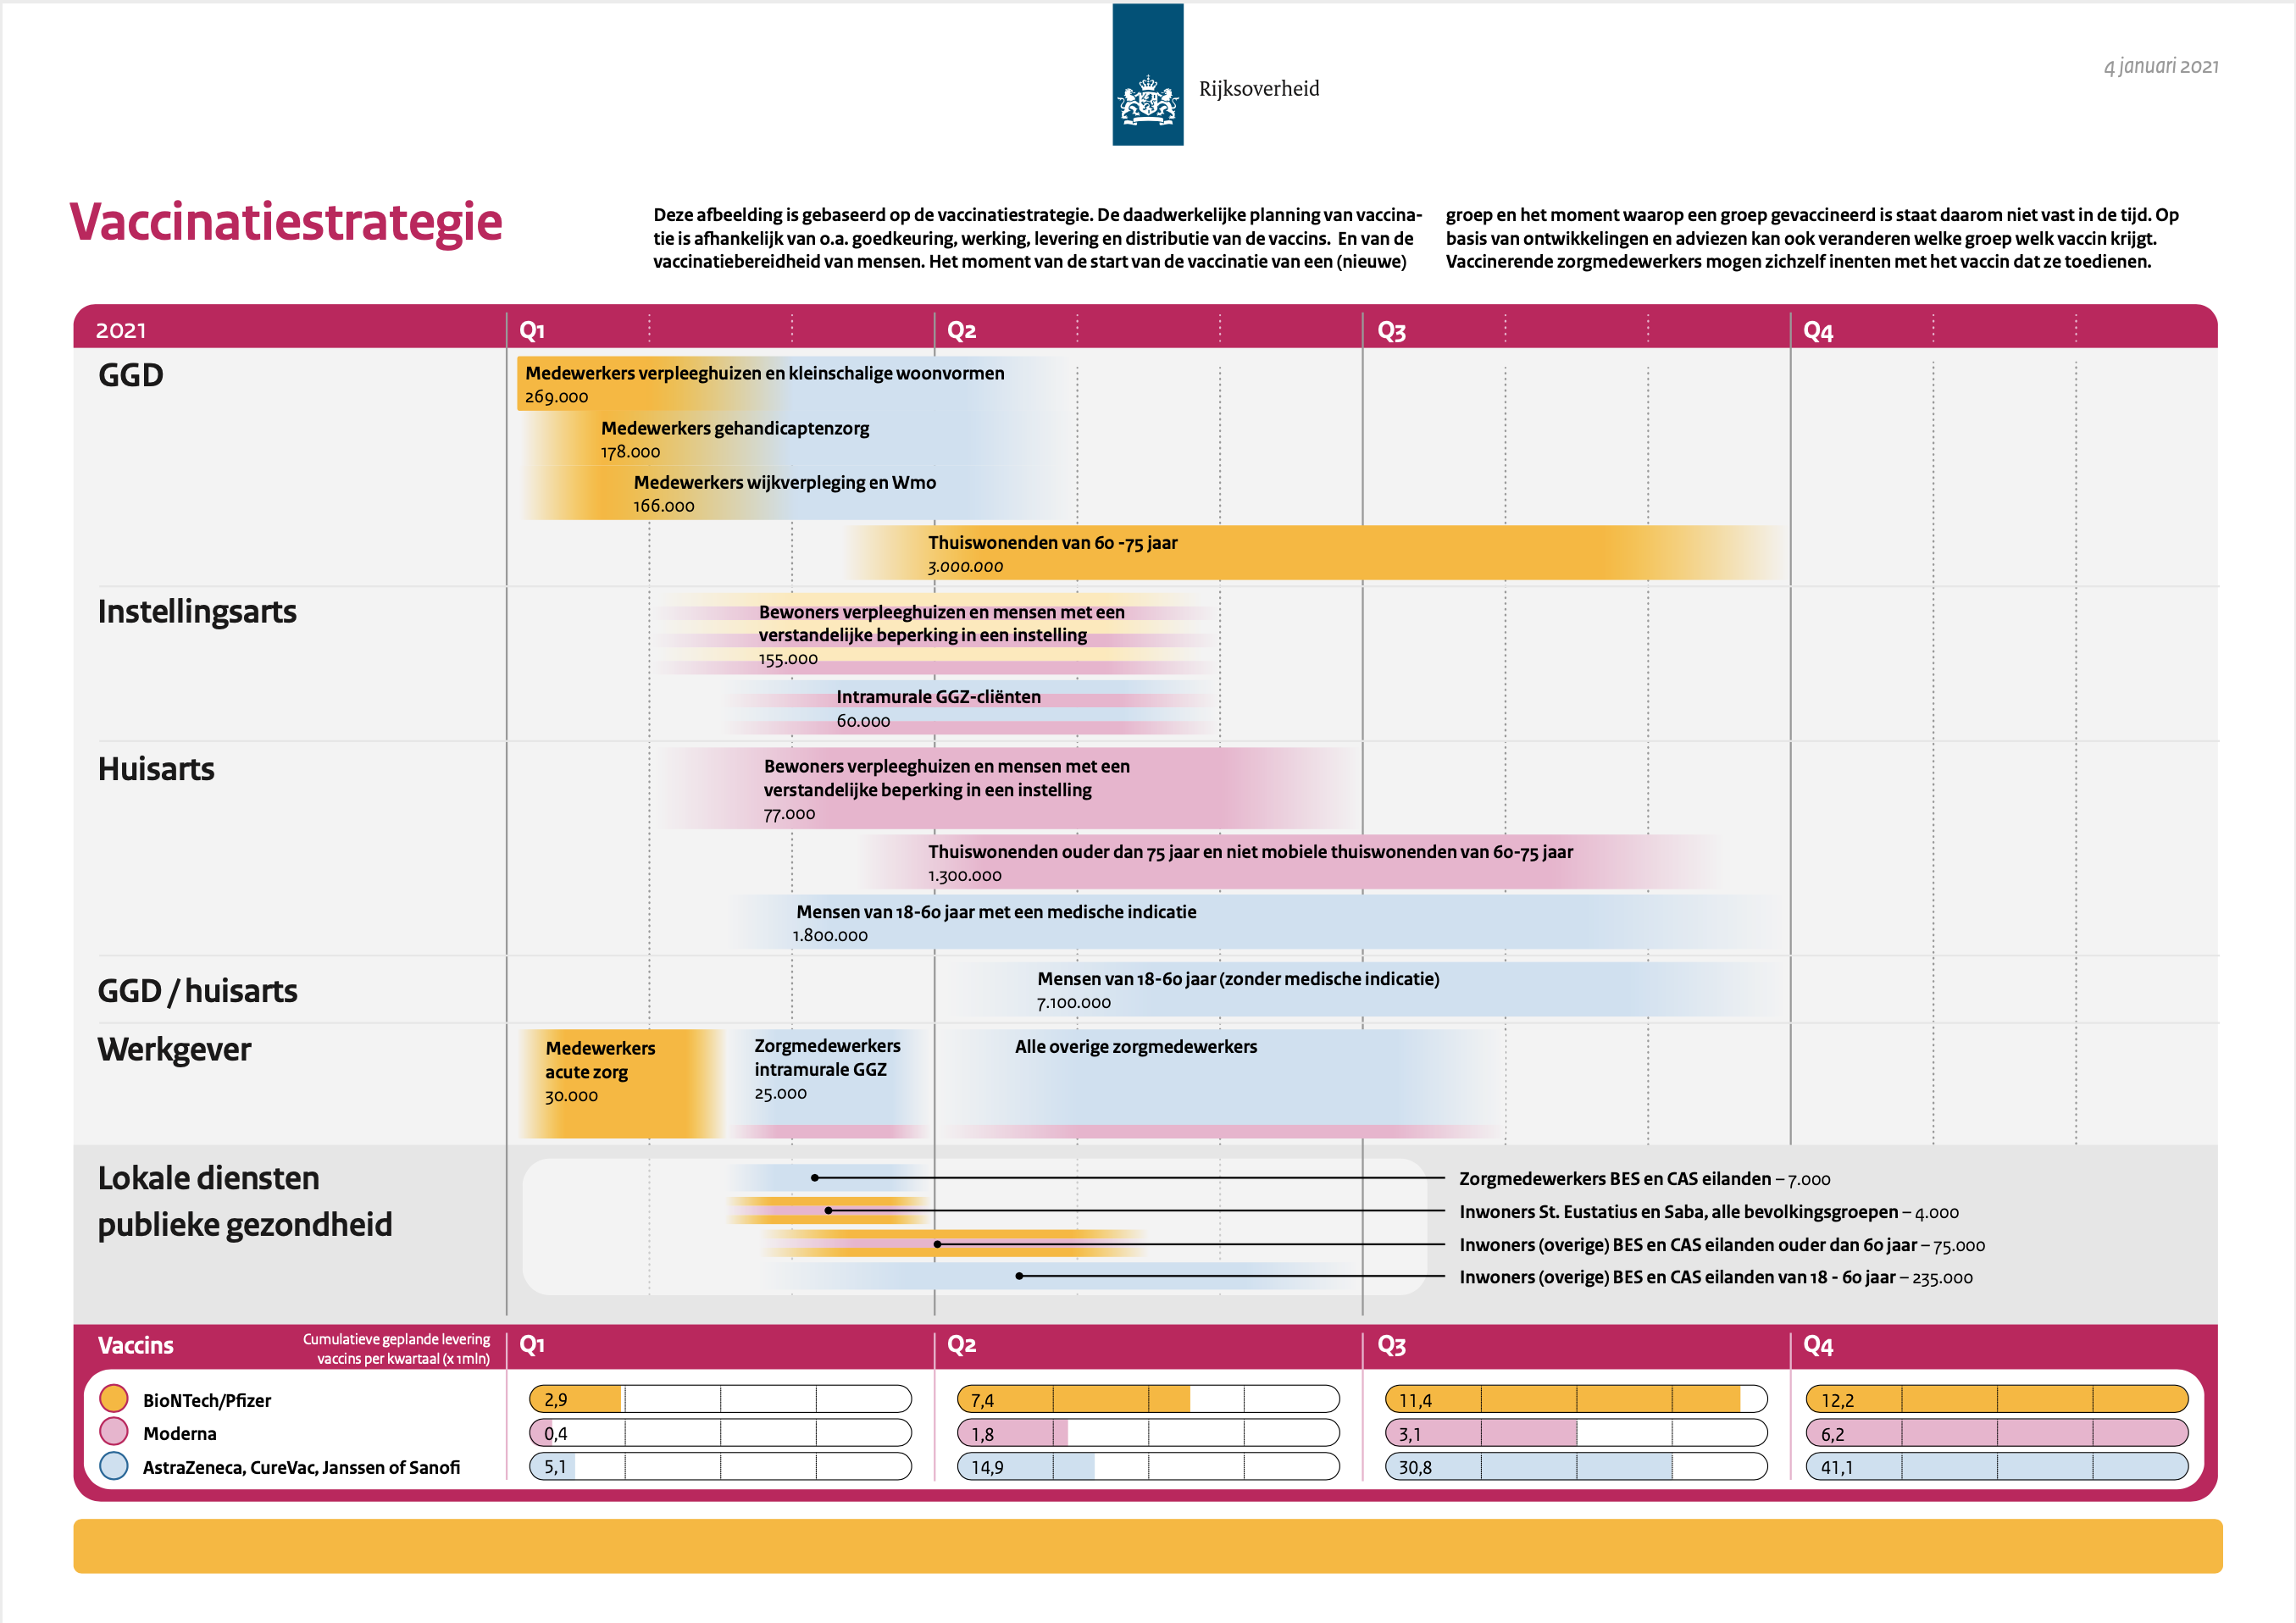 Rijksoverheid
4 januari 2021
Vaccinatiestrategie
Deze afbeelding is gebaseerd op de vaccinatiestrategie. De daadwerkelijke planning van vaccina-
tie is afhankelijk van o.a. goedkeuring, werking, levering en distributie van de vaccins. En van de
vaccinatiebereidheid van mensen. Het moment van de start van de vaccinatie van een (nieuwe)
groep en het moment waarop een groep gevaccineerd is staat daarom niet vast in de tijd. Op
basis van ontwikkelingen en adviezen kan ook veranderen welke groep welk vaccin krijgt.
Vaccinerende zorgmedewerkers mogen zichzelf inenten met het vaccin dat ze toedienen.
2021 Q1 Q2 Q3 Q4
GGD
Medewerkers verpleeghuizen en kleinschalige woonvormen
269.000
Medewerkers gehandicaptenzorg
178.000
Medewerkers wijkverpleging en Wmo
166.000
Thuiswonenden van 60 -75 jaar
3.000.000
Instellingsarts
Bewoners verpleeghuizen en mensen met een
verstandelijke beperking in een instelling
155.000
Intramurale GGZ-cliënten
60.000
Huisarts
Bewoners verpleeghuizen en mensen met een
verstandelijke beperking in een instelling
77.000
Thuiswonenden ouder dan 75 jaar en niet mobiele thuiswonenden van 60-75 jaar
1.300.000
Mensen van 18-60 jaar met een medische indicatie
1.800.000
GGD / huisarts
Mensen van 18-60 jaar (zonder medische indicatie)
7.100.000
Werkgever
Medewerkers
acute zorg
30.000
Zorgmedewerkers
intramurale GGZ
25.000
Alle overige zorgmedewerkers
Lokale diensten
publieke gezondheid
Zorgmedewerkers BES en CAS eilanden – 7.000
Inwoners St. Eustatius en Saba, alle bevolkingsgroepen – 4.000
Inwoners (overige) BES en CAS eilanden ouder dan 60 jaar – 75.000
Inwoners (overige) BES en CAS eilanden van 18 - 60 jaar – 235.000
Vaccins
Cumulatieve geplande levering
vaccins per kwartaal (x 1mln)
Q1 Q2 Q3 Q4
BioNTech/Pfizer 2,9 7,4 11,4 12,2
Moderna 0,4 1,8 3,1 6,2
AstraZeneca, CureVac, Janssen of Sanofi 5,1 14,9 30,8 41,1